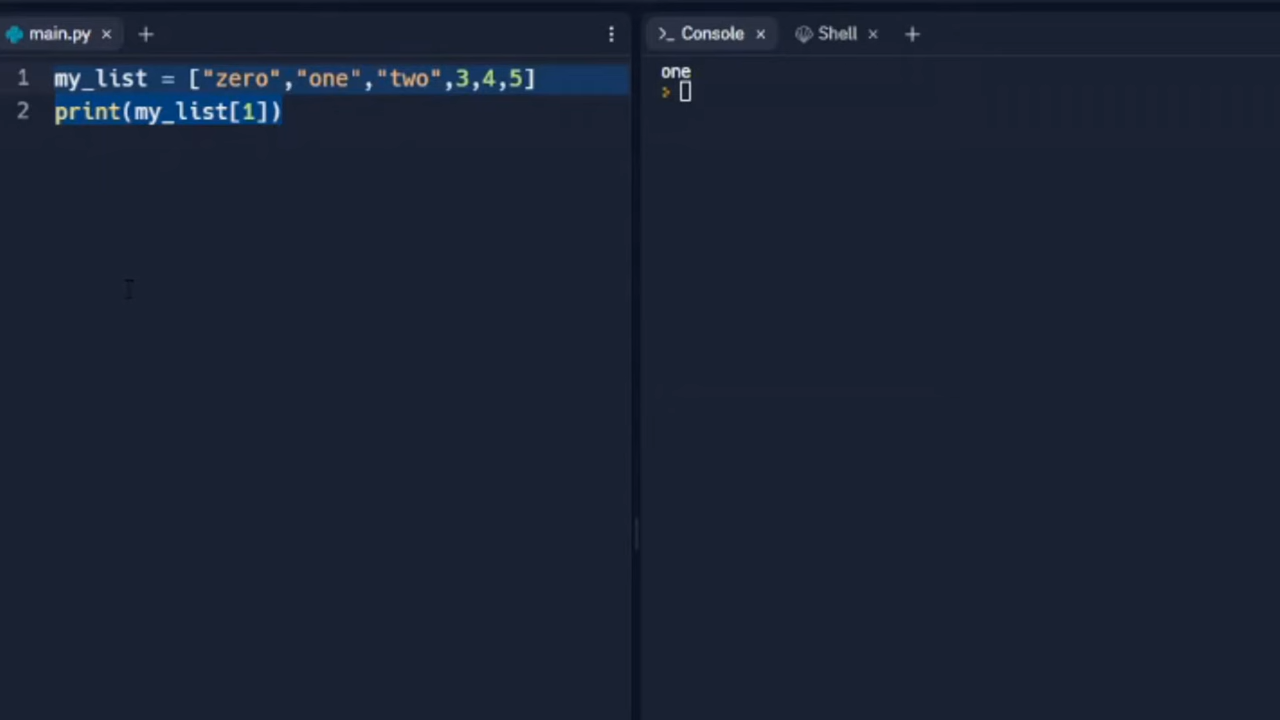 main.py × +
1 my_list = ["zero","one","two",3,4,5]
2 print(my_list[1])
>_ Console × Shell × +
one
>